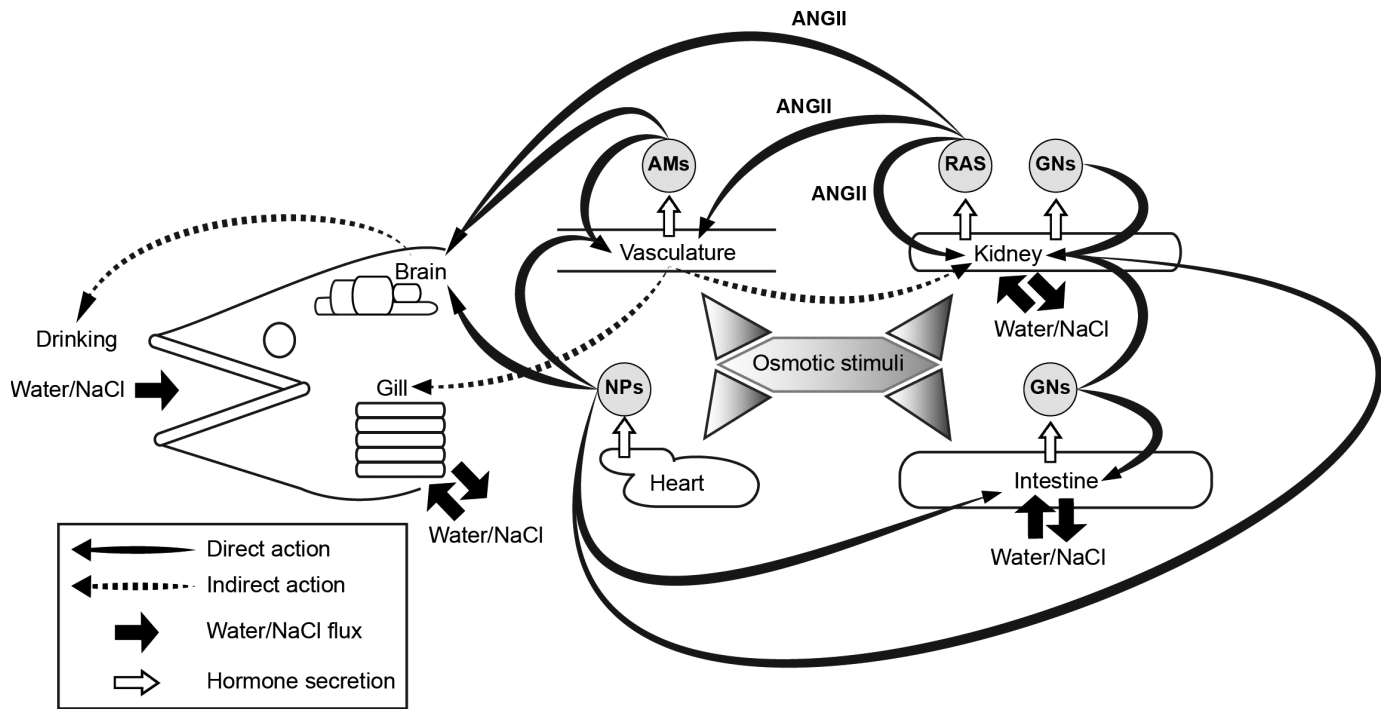 ANGII
ANGII
AMs
RAS
GNs
ANGII
Vasculature
Kidney
Brain
Drinking
Water/NaCl
Osmotic stimuli
Water/NaCl
Gill
NPs
GNs
Heart
Intestine
Water/NaCl
Water/NaCl
Direct action
Indirect action
Water/NaCl flux
Hormone secretion